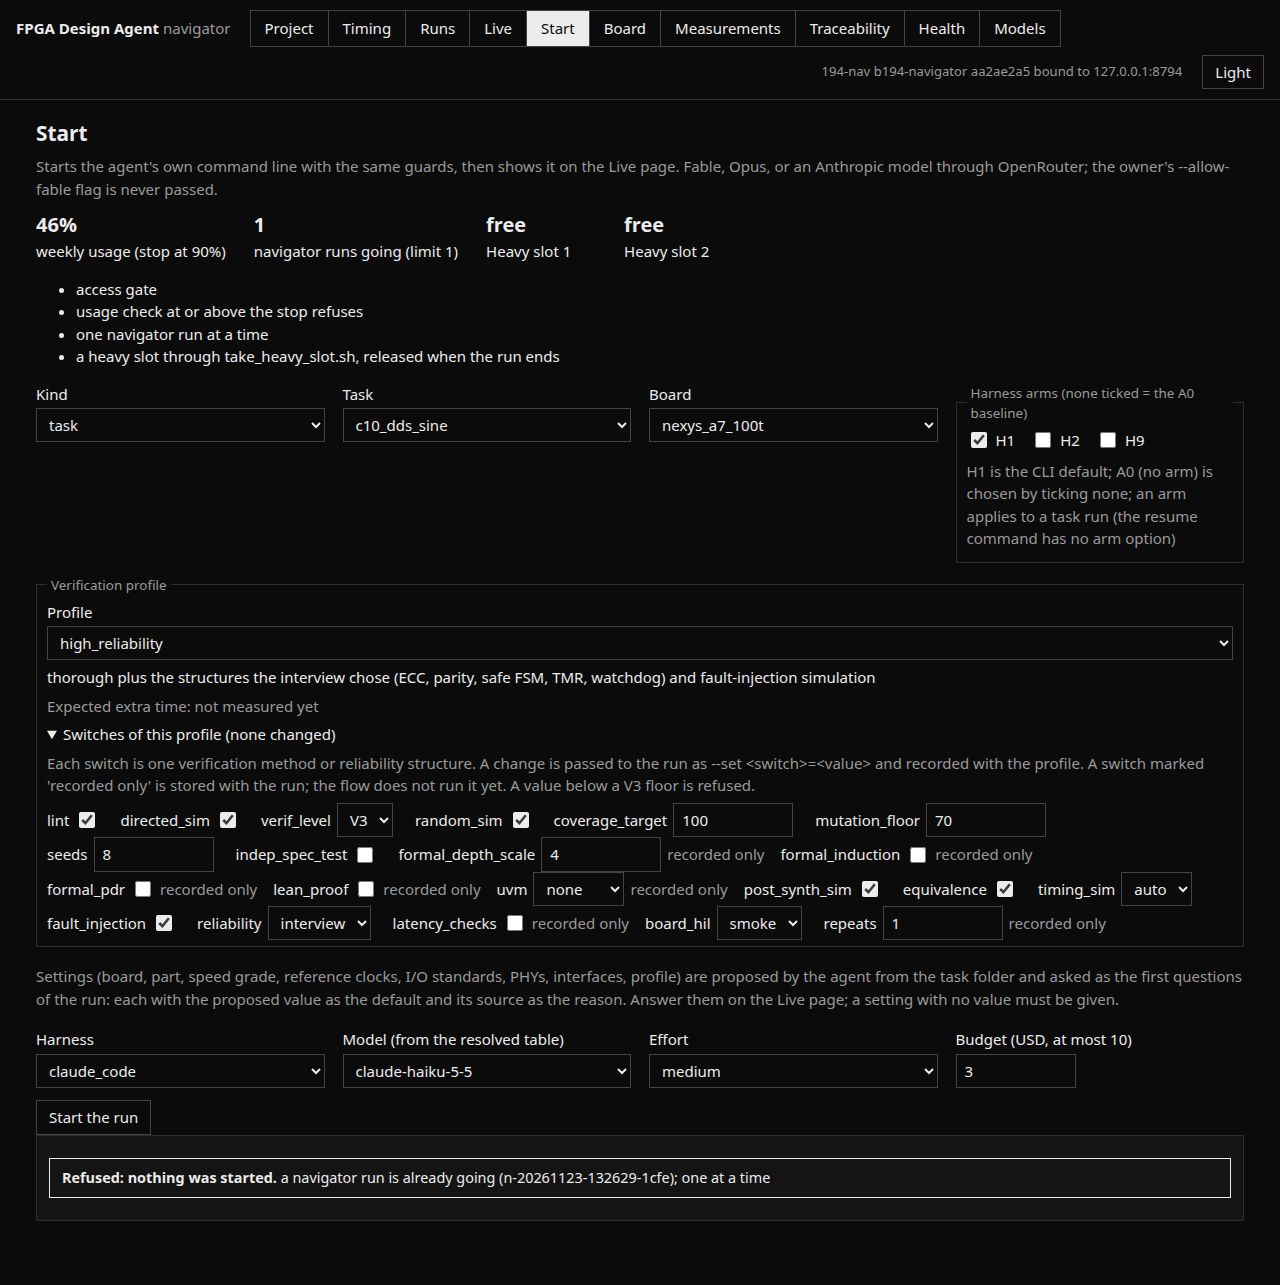 FPGA Design Agent navigator
Project Timing Runs Live Start Board Measurements Traceability Health Models
194-nav b194-navigator aa2ae2a5 bound to 127.0.0.1:8794 Light
Start
Starts the agent's own command line with the same guards, then shows it on the Live page. Fable, Opus, or an Anthropic model through OpenRouter; the owner's --allow-
fable flag is never passed.
46% 1 free free
weekly usage (stop at 90%) navigator runs going (limit 1) Heavy slot 1 Heavy slot 2
• access gate
• usage check at or above the stop refuses
• one navigator run at a time
• a heavy slot through take_heavy_slot.sh, released when the run ends
Kind Task Board
task c10_dds_sine nexys_a7_100t
Harness arms (none ticked = the A0
baseline)
H1 H2 H9
H1 is the CLI default; A0 (no arm) is
chosen by ticking none; an arm
applies to a task run (the resume
command has no arm option)
Verification profile
Profile
high_reliability
thorough plus the structures the interview chose (ECC, parity, safe FSM, TMR, watchdog) and fault-injection simulation
Expected extra time: not measured yet
▼ Switches of this profile (none changed)
Each switch is one verification method or reliability structure. A change is passed to the run as --set <switch>=<value> and recorded with the profile. A switch marked
'recorded only' is stored with the run; the flow does not run it yet. A value below a V3 floor is refused.
lint directed_sim verif_level V3 random_sim coverage_target 100 mutation_floor 70
seeds 8 indep_spec_test formal_depth_scale 4 recorded only formal_induction recorded only
formal_pdr recorded only lean_proof recorded only uvm none recorded only post_synth_sim equivalence timing_sim auto
fault_injection reliability interview latency_checks recorded only board_hil smoke repeats 1 recorded only
Settings (board, part, speed grade, reference clocks, I/O standards, PHYs, interfaces, profile) are proposed by the agent from the task folder and asked as the first questions
of the run: each with the proposed value as the default and its source as the reason. Answer them on the Live page; a setting with no value must be given.
Harness Model (from the resolved table) Effort Budget (USD, at most 10)
claude_code claude-haiku-5-5 medium 3
Start the run
Refused: nothing was started. a navigator run is already going (n-20261123-132629-1cfe); one at a time